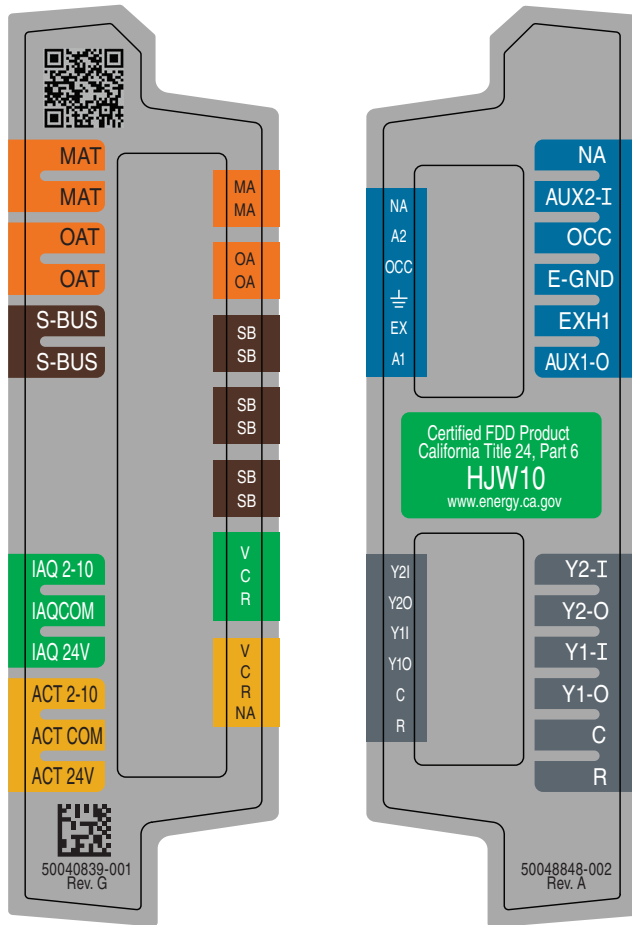 MAT
MAT
OAT
OAT
S-BUS
S-BUS
IAQ 2-10
IAQCOM
IAQ 24V
ACT 2-10
ACT COM
ACT 24V
50040839-001
Rev. G
MA
MA
OA
OA
SB
SB
SB
SB
SB
SB
V
C
R
V
C
R
NA
NA
A2
OCC
EX
A1
Certified FDD Product
California Title 24, Part 6
HJW10
www.energy.ca.gov
Y2I
Y2O
Y1I
Y1O
C
R
NA
AUX2-I
OCC
E-GND
EXH1
AUX1-O
Y2-I
Y2-O
Y1-I
Y1-O
C
R
50048848-002
Rev. A